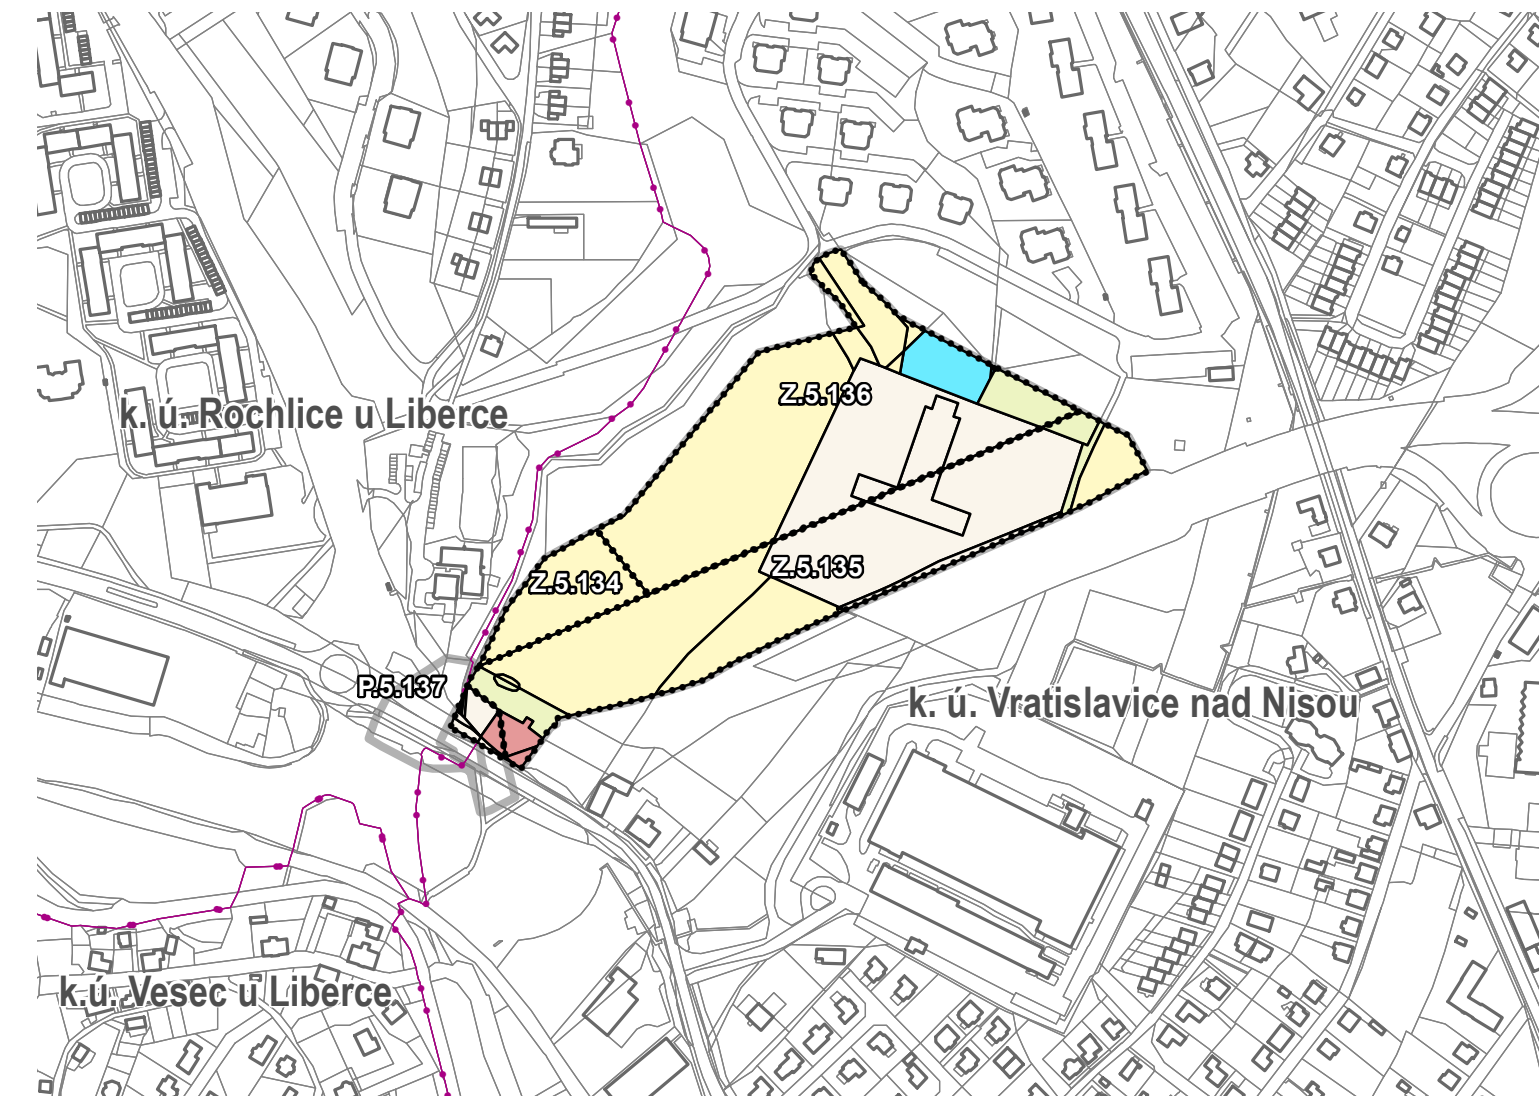 Z.5.136
k. ú. Rochlice u Liberce
Z.5.135
Z.5.134
P.5.137
k. ú. Vratislavice nad Nisou
k.ú. Vesec u Liberce